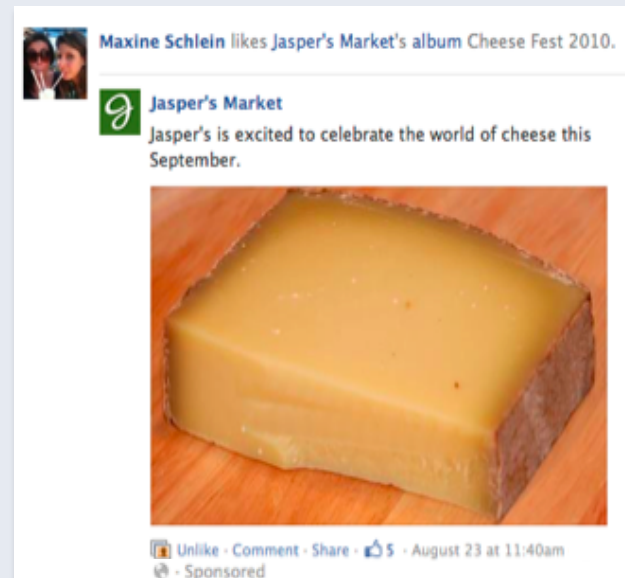 Maxine Schlein likes Jasper's Market's album Cheese Fest 2010.
Jasper's Market
Jasper's is excited to celebrate the world of cheese this
September.
Unlike · Comment · Share · 5 · August 23 at 11:40am
· Sponsored